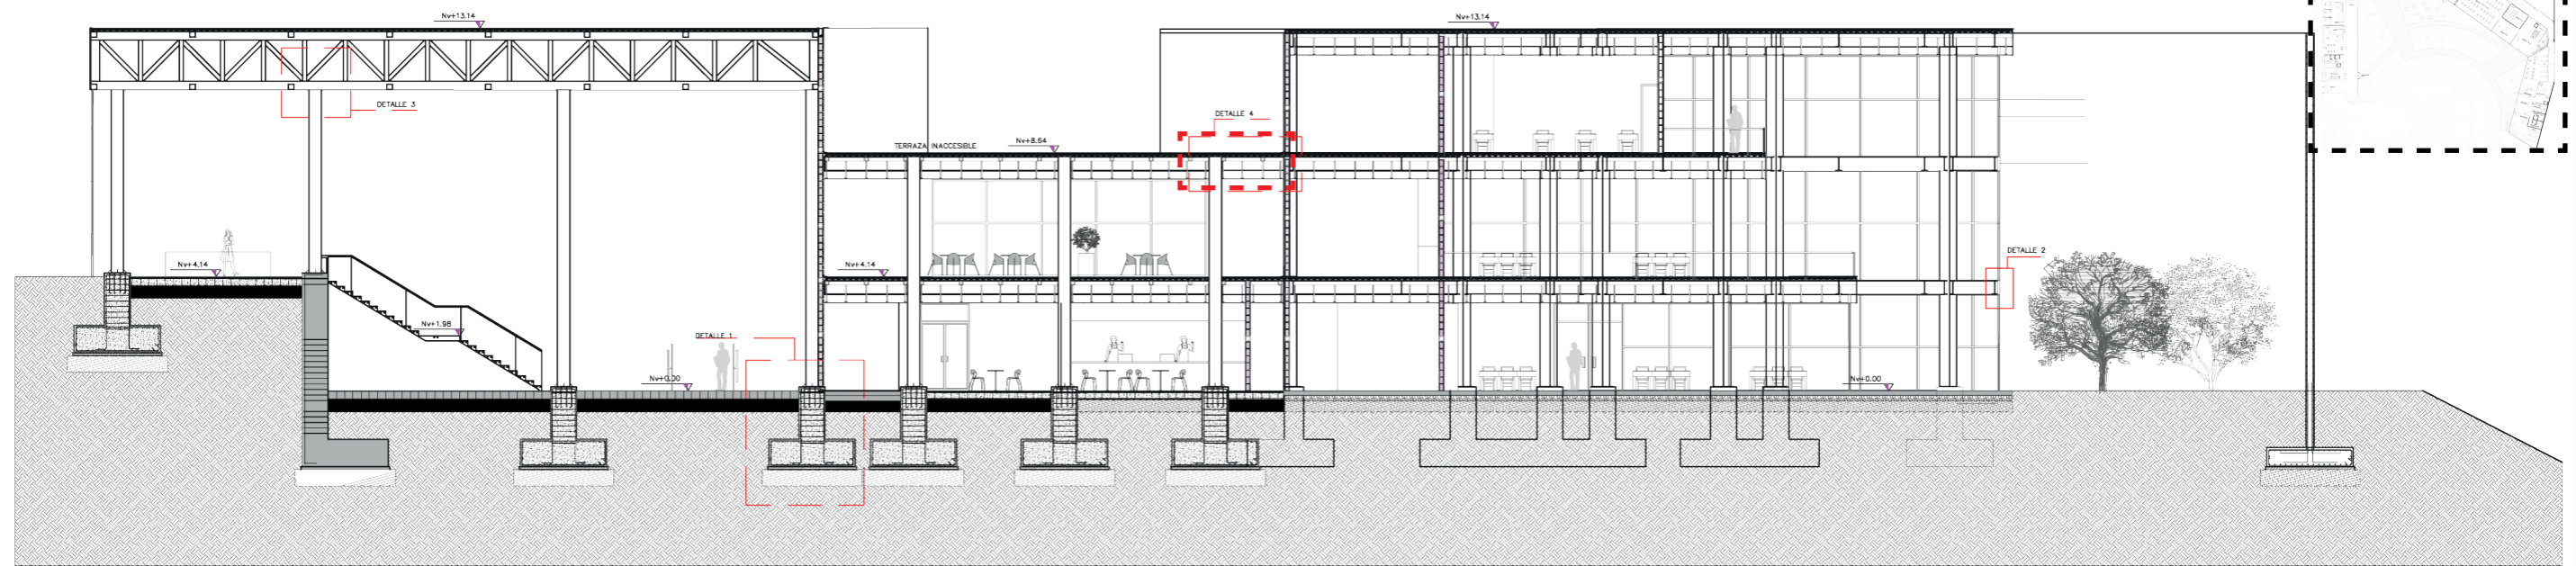 Nv+13.14
Nv+13.14
DETALLE 3
DETALLE 4
TERRAZA INACCESIBLE
Nv+8.54
Nv+4.14
Nv+4.14
DETALLE 2
Nv+1.98
DETALLE 1
Nv+0.00
Nv+0.00